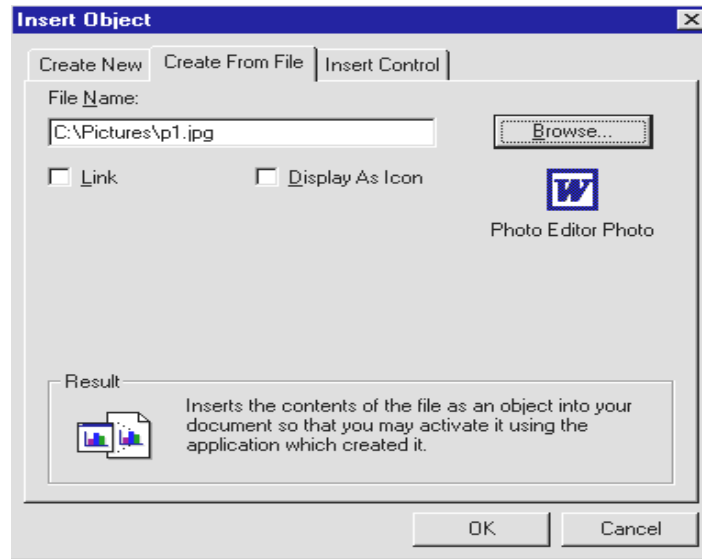 Insert Object
Create New Create From File Insert Control
File Name:
C:\Pictures\p1.jpg
Browse...
Link Display As Icon
W
Photo Editor Photo
Result
Inserts the contents of the file as an object into your
document so that you may activate it using the
application which created it.
OK Cancel